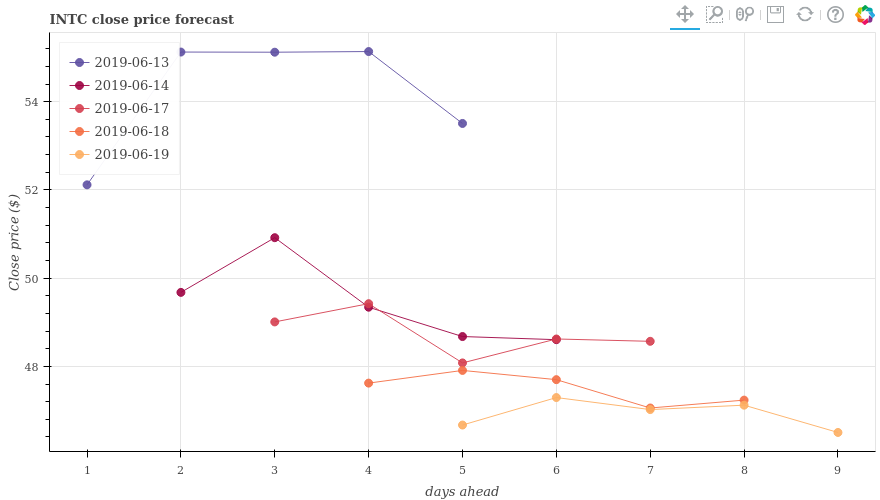 INTC close price forecast
2019-06-13
2019-06-14
2019-06-17
2019-06-18
2019-06-19
54
52
50
48
Close price ($)
1 2 3 4 5 6 7 8 9
days ahead